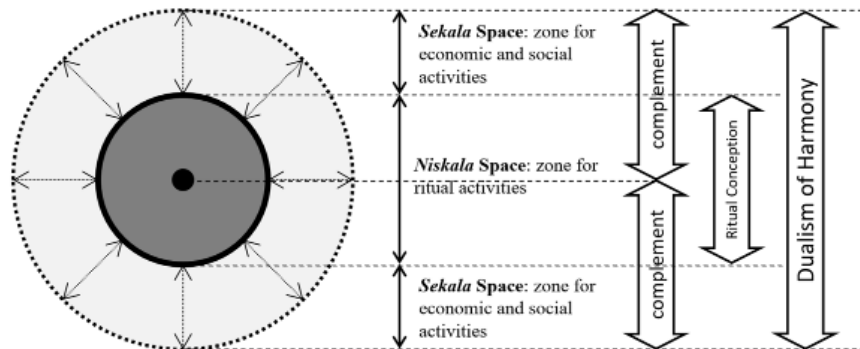 Sekala Space: zone for
economic and social
activities
Niskala Space: zone for
ritual activities
Sekala Space: zone for
economic and social
activities
complement
complement
Ritual Conception
Dualism of Harmony